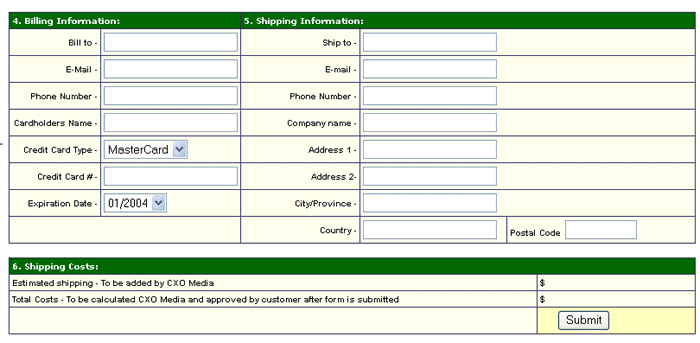 4. Billing Information: 5. Shipping Information:
Bill to - Ship to -
E-Mail - E-mail -
Phone Number - Phone Number -
Cardholders Name - Company name -
Credit Card Type - MasterCard Address 1 -
Credit Card # - Address 2-
Expiration Date - 01/2004 City/Province -
Country - Postal Code
6. Shipping Costs:
Estimated shipping - To be added by CXO Media $
Total Costs - To be calculated CXO Media and approved by customer after form is submitted $
Submit